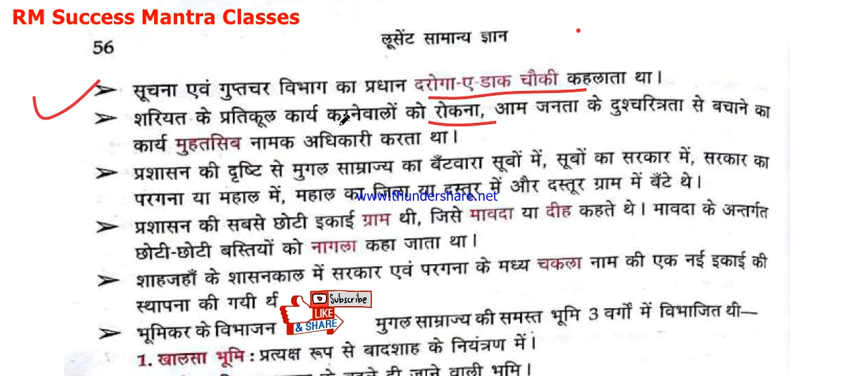 RM Success Mantra Classes
56
लूसेंट सामान्य ज्ञान
➤ सूचना एवं गुप्तचर विभाग का प्रधान दरोगा-ए-डाक चौकी कहलाता था।
➤ शरियत के प्रतिकूल कार्य करनेवालों को रोकना, आम जनता के दुश्चरित्रता से बचाने का
कार्य मुहतसिब नामक अधिकारी करता था।
➤ प्रशासन की दृष्टि से मुगल साम्राज्य का बँटवारा सूबों में, सूबों का सरकार में, सरकार का
परगना या महाल में, महाल का जिला या दस्तूर में और दस्तूर ग्राम में बँटे थे।
www.thundershare.net
➤ प्रशासन की सबसे छोटी इकाई ग्राम थी, जिसे मावदा या दीह कहते थे। मावदा के अन्तर्गत
छोटी-छोटी बस्तियों को नागला कहा जाता था।
➤ शाहजहाँ के शासनकाल में सरकार एवं परगना के मध्य चकला नाम की एक नई इकाई की
स्थापना की गयी थी
Subscribe
LIKE
& SHARE
➤ भूमिकर के विभाजन मुगल साम्राज्य की समस्त भूमि 3 वर्गों में विभाजित थी—
1. खालसा भूमि : प्रत्यक्ष रूप से बादशाह के नियंत्रण में।
जाने वाली भूमि।